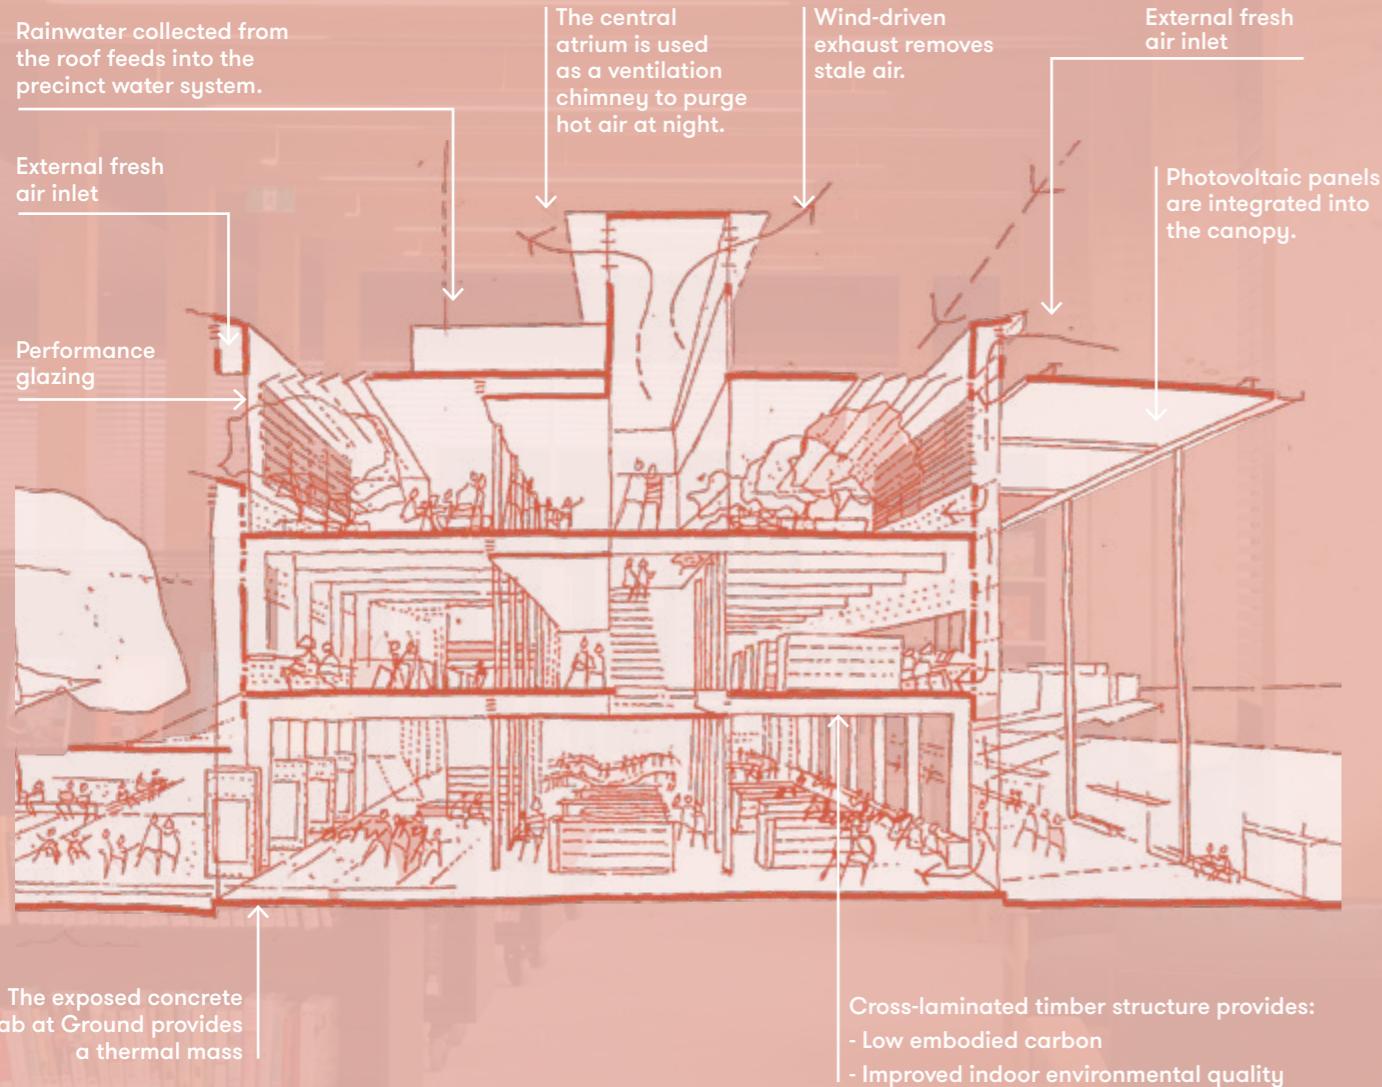 Rainwater collected from
the roof feeds into the
precinct water system.
The central
atrium is used
as a ventilation
chimney to purge
hot air at night.
Wind-driven
exhaust removes
stale air.
External fresh
air inlet
External fresh
air inlet
Photovoltaic panels
are integrated into
the canopy.
Performance
glazing
The exposed concrete
ab at Ground provides
a thermal mass
Cross-laminated timber structure provides:
- Low embodied carbon
- Improved indoor environmental quality